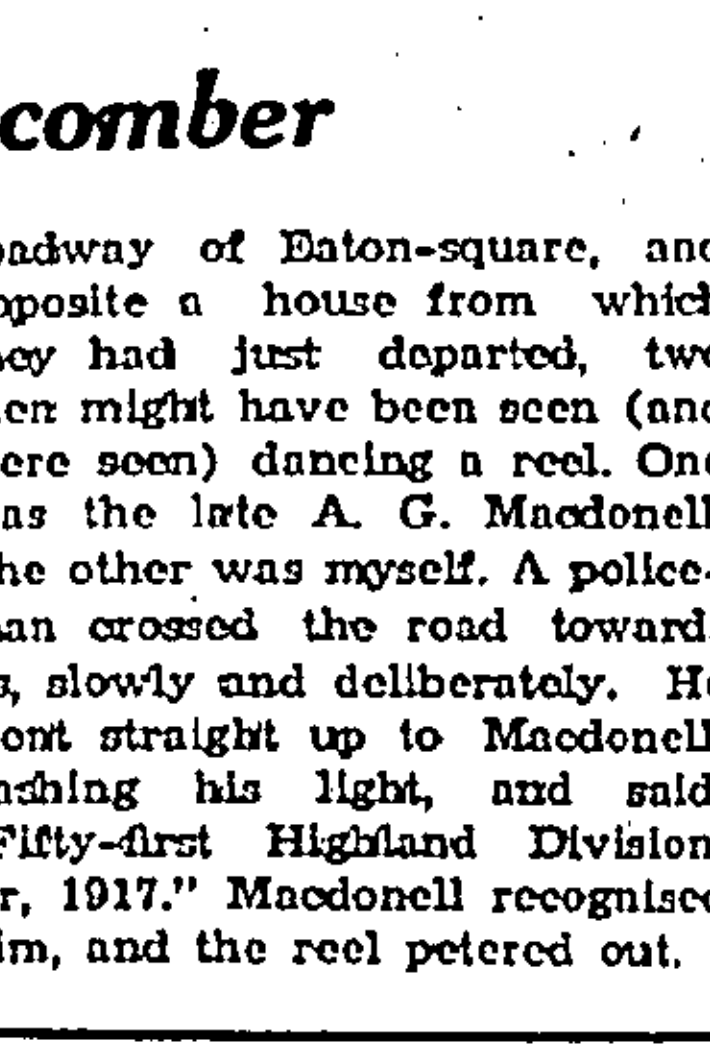 comber
oadway of Eaton-square, and
pposite a house from which
ey had just departed, two
en might have been seen (and
ere seen) dancing a reel. One
as the late A. G. Macdonell
he other was myself. A police-
an crossed the road toward
s, slowly and deliberately. He
ent straight up to Macdonell
ashing his light, and said
Fifty-first Highland Division
r, 1917." Macdonell recognised
im, and the reel petered out.